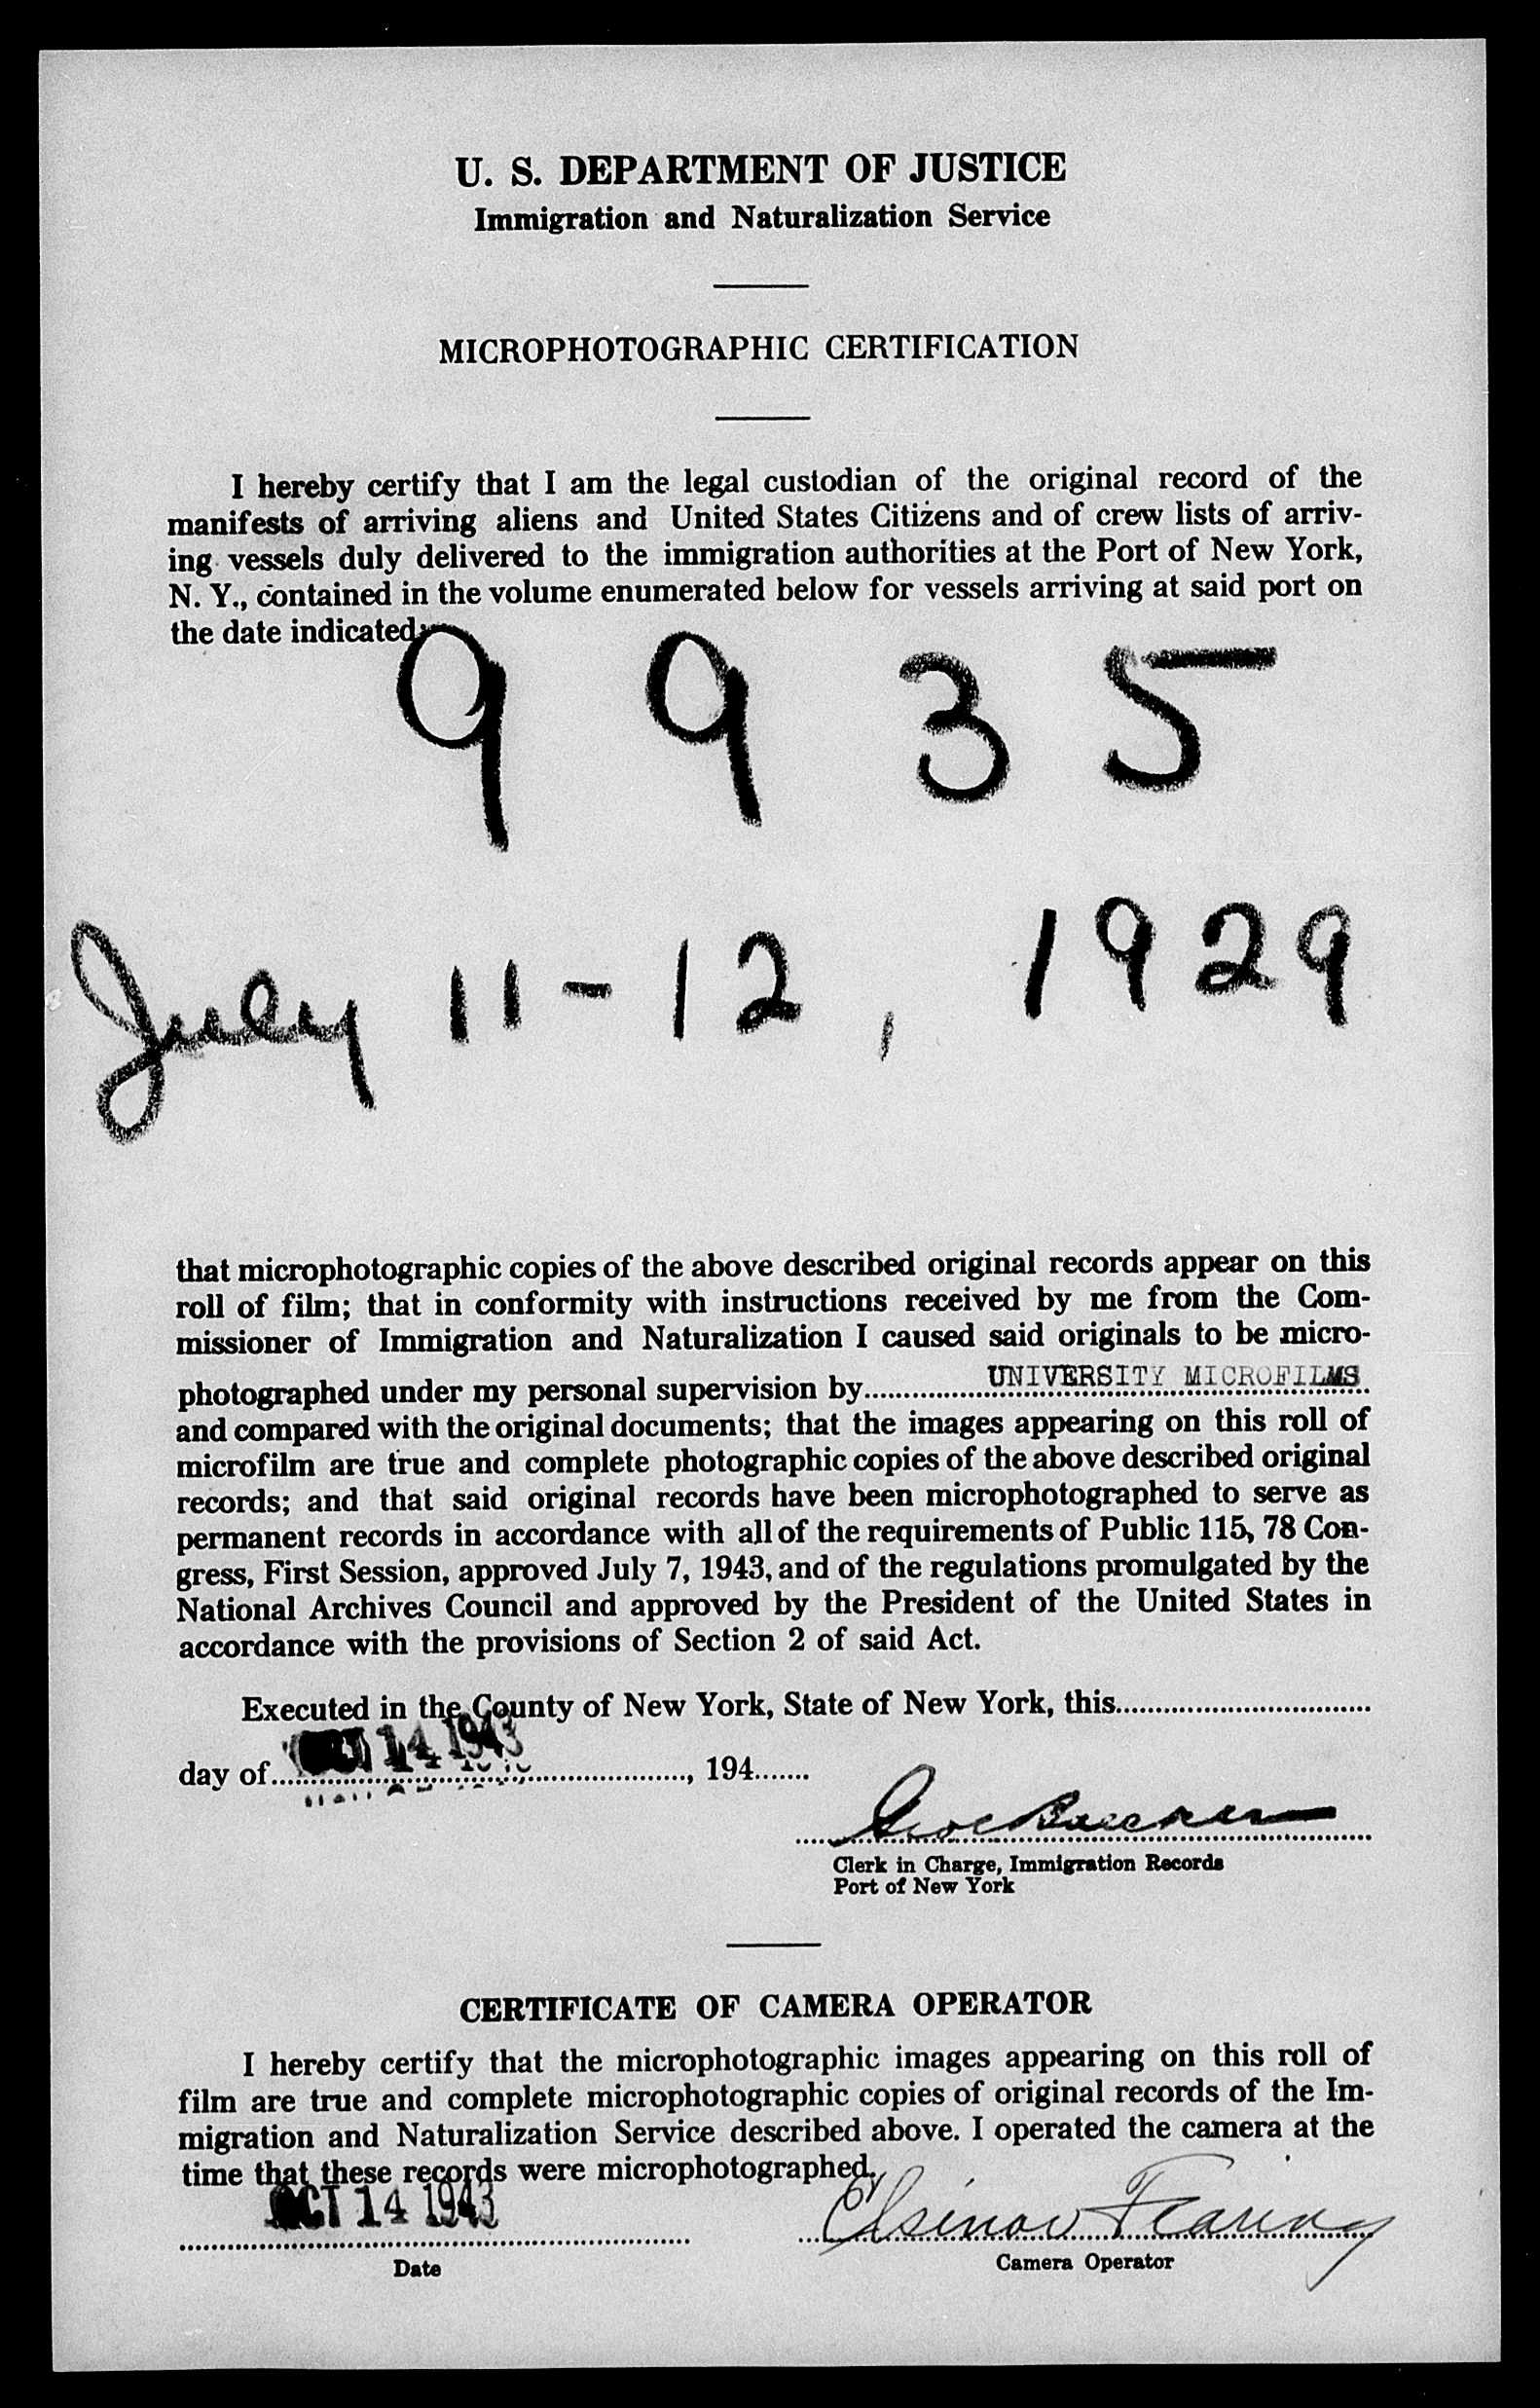 U. S. DEPARTMENT OF JUSTICE
Immigration and Naturalization Service
MICROPHOTOGRAPHIC CERTIFICATION
I hereby certify that I am the legal custodian of the original record of the
manifests of arriving aliens and United States Citizens and of crew lists of arriv-
ing vessels duly delivered to the immigration authorities at the Port of New York,
N. Y., contained in the volume enumerated below for vessels arriving at said port on
the date indicated:
9 9 3 5
July 11-12, 1929
that microphotographic copies of the above described original records appear on this
roll of film; that in conformity with instructions received by me from the Com-
missioner of Immigration and Naturalization I caused said originals to be micro-
photographed under my personal supervision by UNIVERSITY MICROFILMS
and compared with the original documents; that the images appearing on this roll of
microfilm are true and complete photographic copies of the above described original
records; and that said original records have been microphotographed to serve as
permanent records in accordance with all of the requirements of Public 115, 78 Con-
gress, First Session, approved July 7, 1943, and of the regulations promulgated by the
National Archives Council and approved by the President of the United States in
accordance with the provisions of Section 2 of said Act.
Executed in the County of New York, State of New York, this
day of OCT 14 1943, 194
Clerk in Charge, Immigration Records
Port of New York
CERTIFICATE OF CAMERA OPERATOR
I hereby certify that the microphotographic images appearing on this roll of
film are true and complete microphotographic copies of original records of the Im-
migration and Naturalization Service described above. I operated the camera at the
time that these records were microphotographed.
OCT 14 1943
Date
Camera Operator